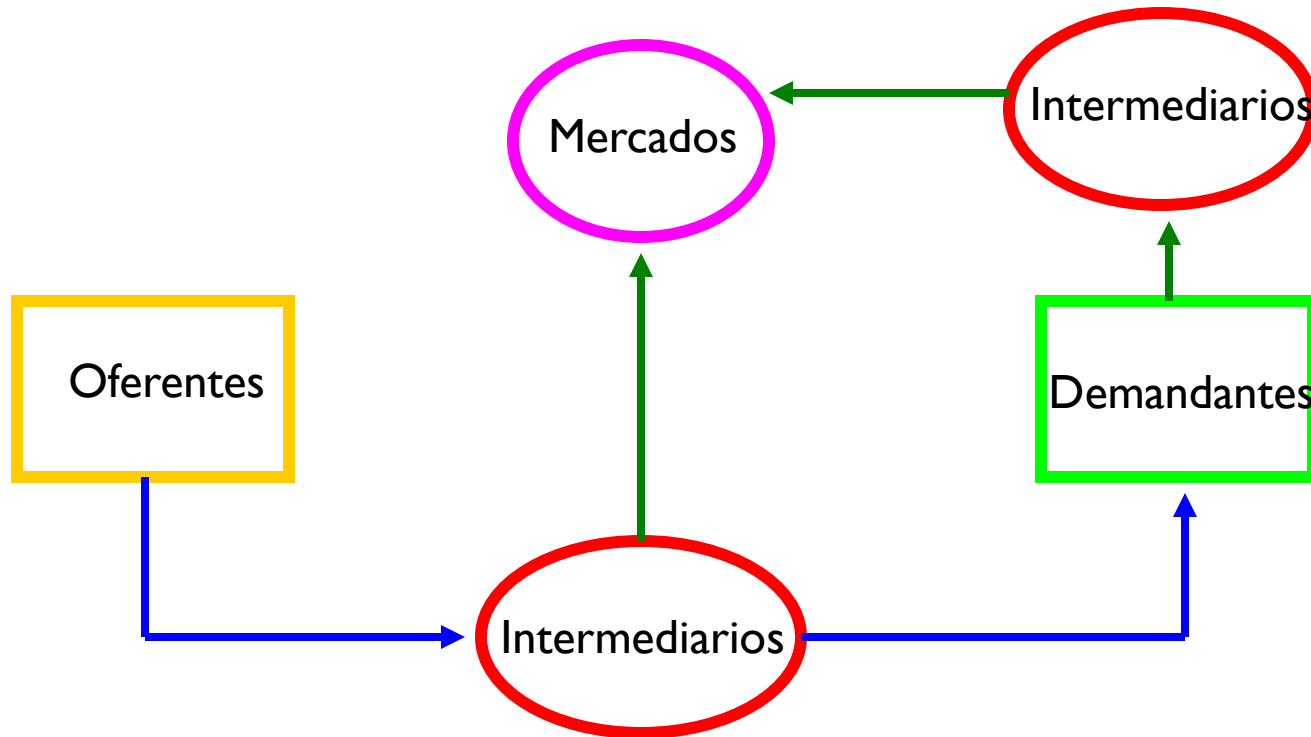 Intermediarios
Mercados
Oferentes
Demandantes
Intermediarios